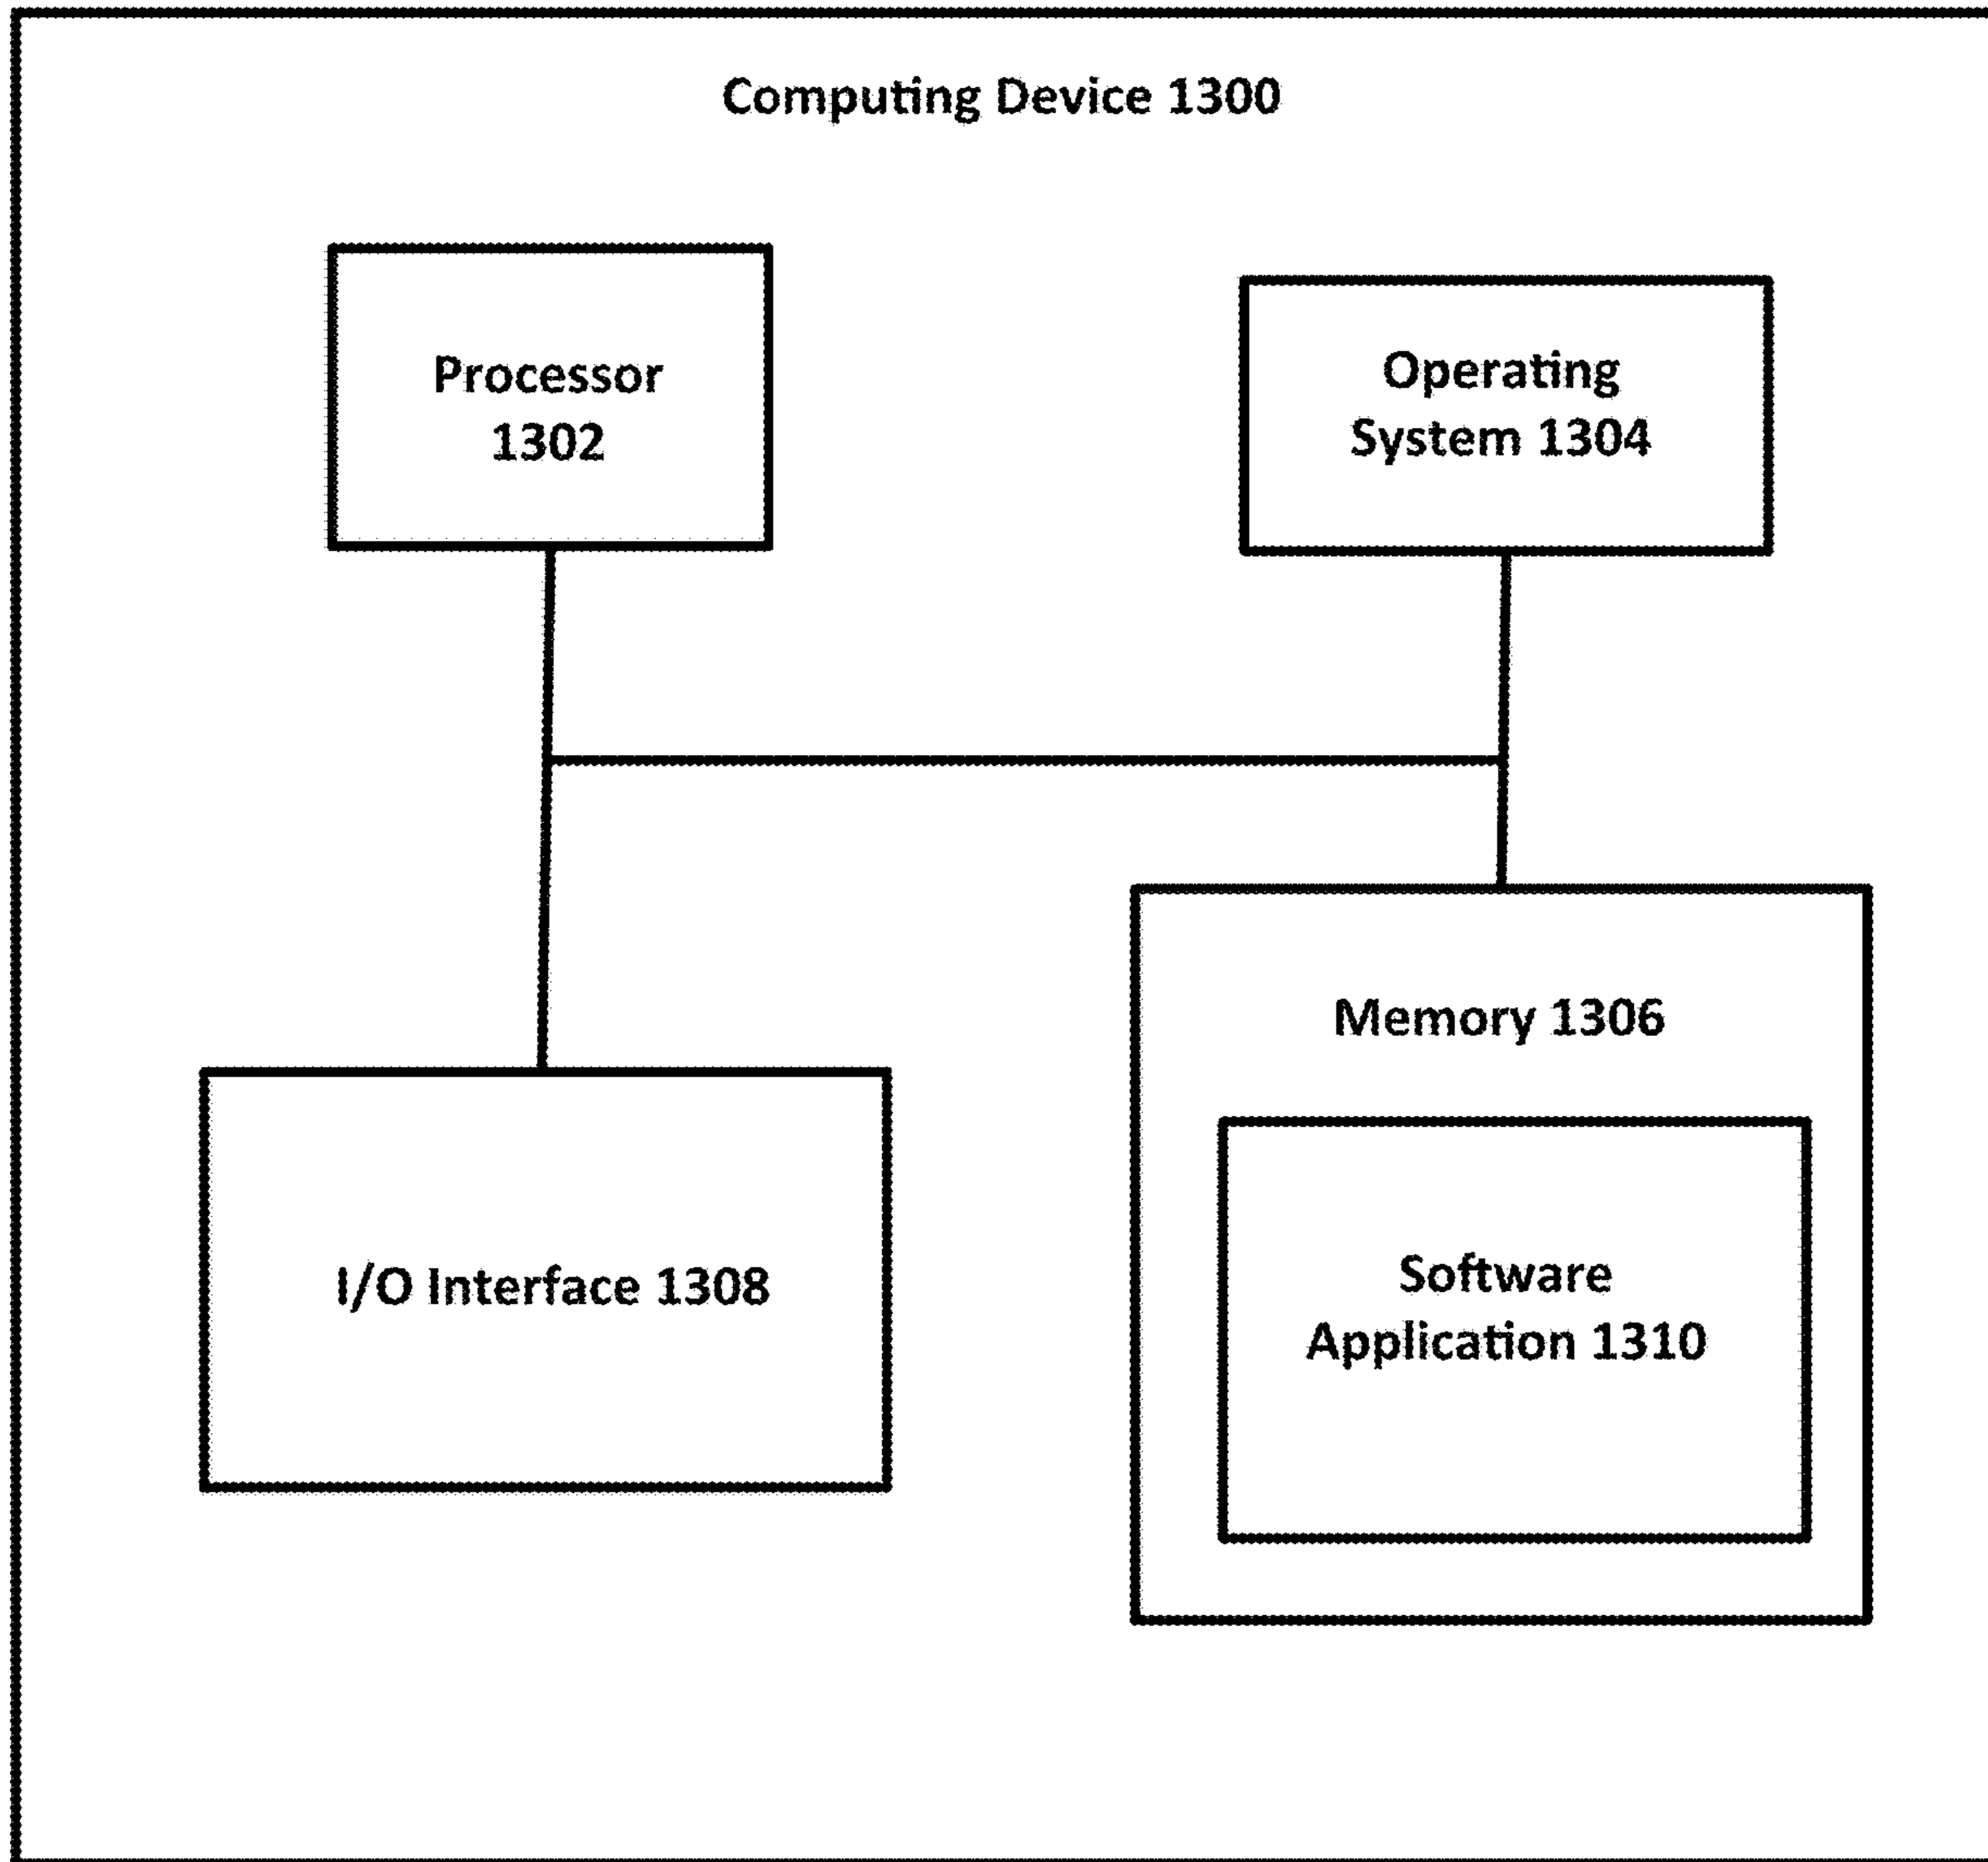 Computing Device 1300
Processor
1302
Operating
System 1304
Memory 1306
I/O Interface 1308
Software
Application 1310